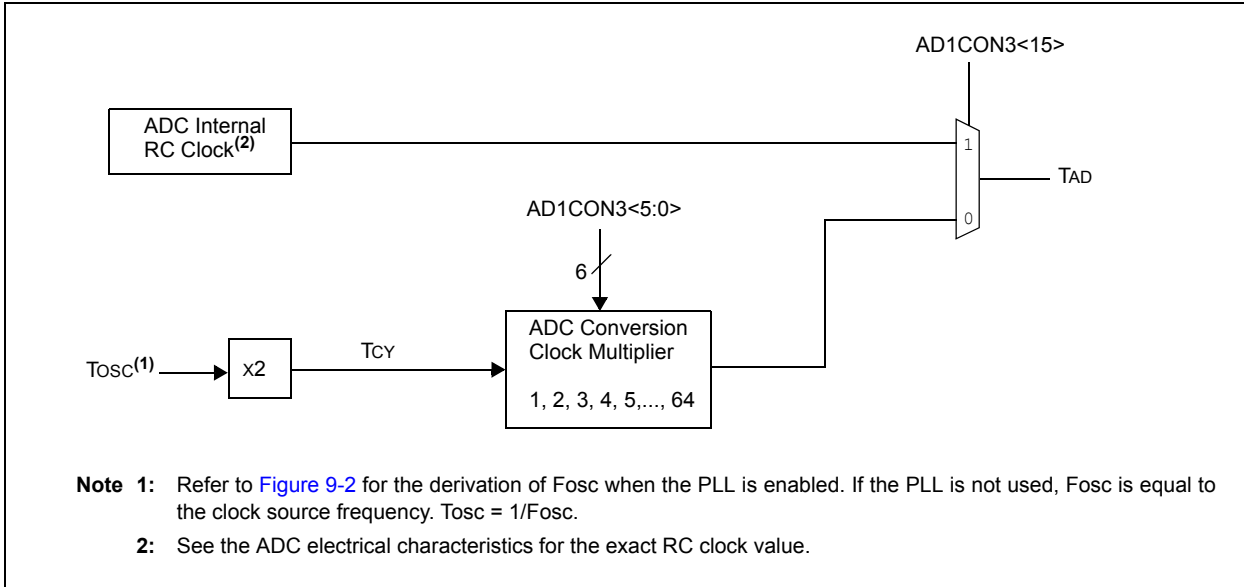 AD1CON3<15>
ADC Internal
RC Clock(2)
1
TAD
AD1CON3<5:0>
0
6
ADC Conversion
Clock Multiplier
TOSC(1)
x2
TCY
1, 2, 3, 4, 5,..., 64
Note 1: Refer to Figure 9-2 for the derivation of Fosc when the PLL is enabled. If the PLL is not used, Fosc is equal to
the clock source frequency. Tosc = 1/Fosc.
2: See the ADC electrical characteristics for the exact RC clock value.